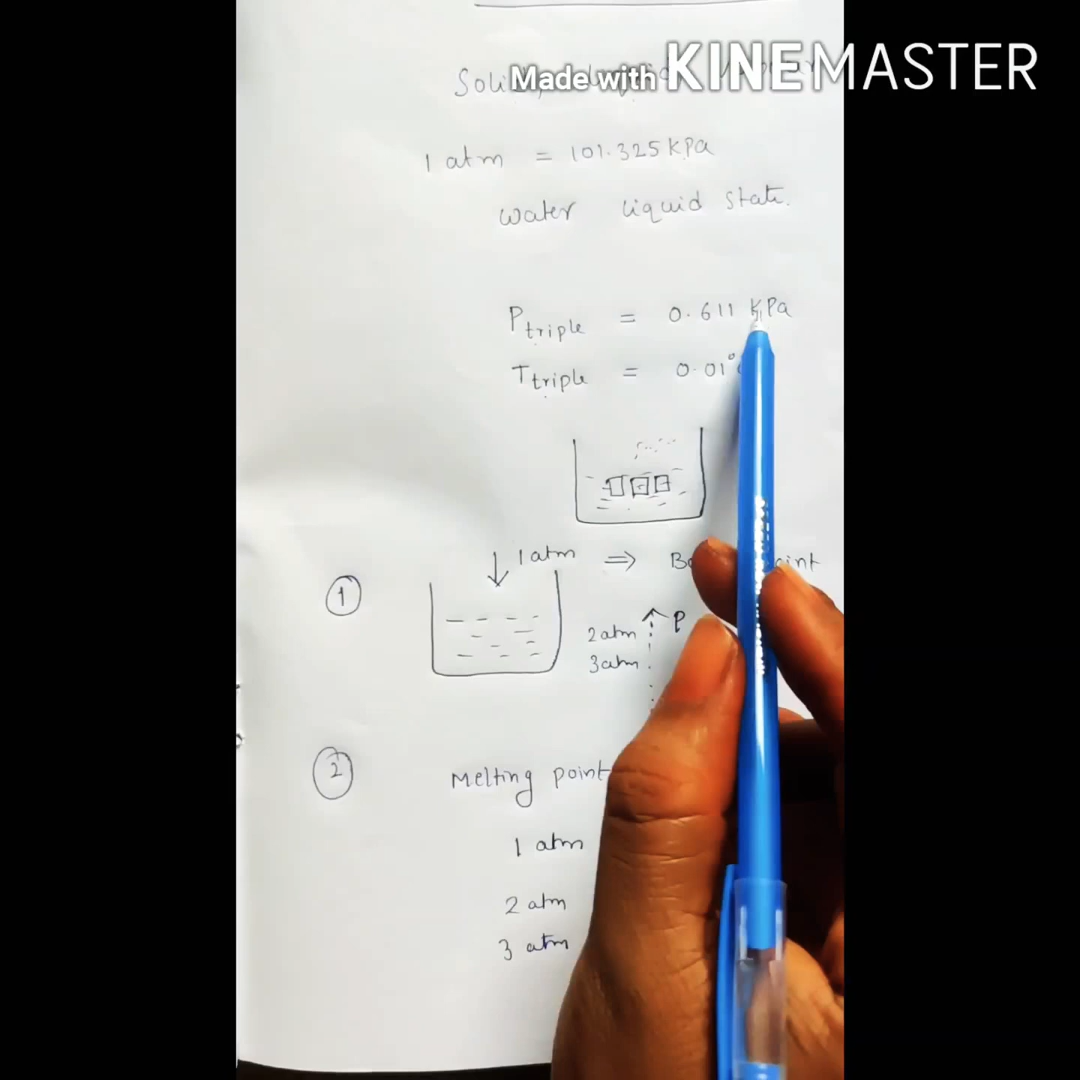 Made with KINEMASTER
Solid,
1 atm = 101.325 KPa
water liquid state.
P triple = 0.611 KPa
T triple = 0.01°
1 atm ⇒
1
P
2 atm
3 atm
2
Melting point
1 atm
2 atm
3 atm